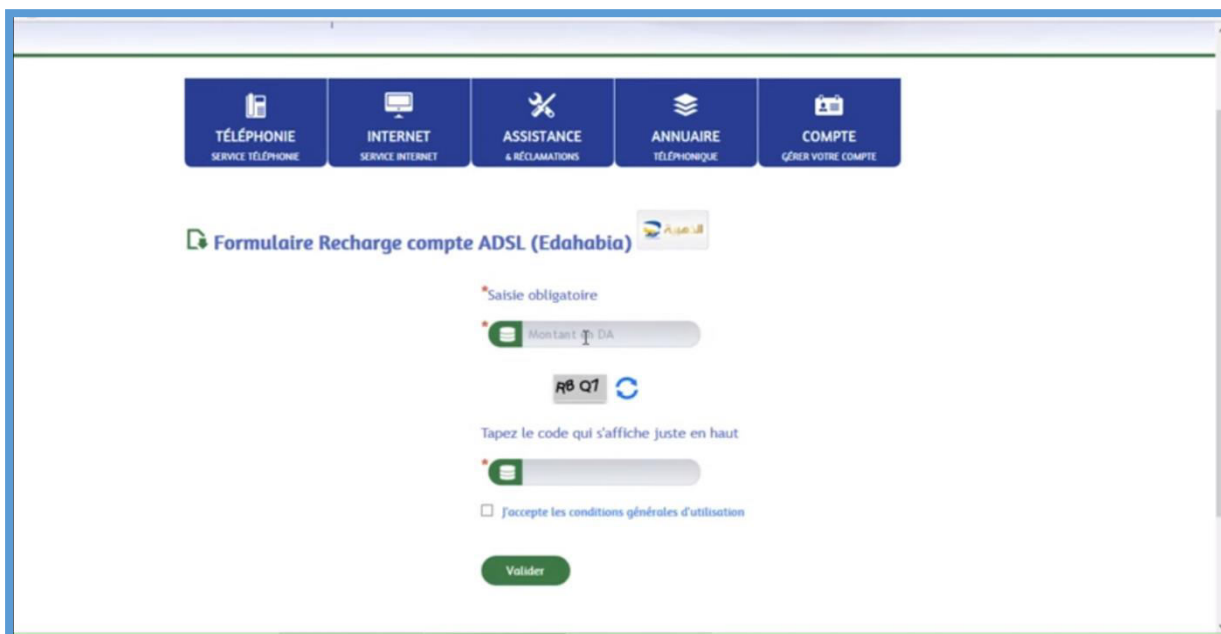 TÉLÉPHONIE
SERVICE TÉLÉPHONIE
INTERNET
SERVICE INTERNET
ASSISTANCE
& RÉCLAMATIONS
ANNUAIRE
TÉLÉPHONIQUE
COMPTE
GÉRER VOTRE COMPTE
Formulaire Recharge compte ADSL (Edahabia)
الذهبية
*Saisie obligatoire
* Montant en DA
Tapez le code qui s'affiche juste en haut
*
J'accepte les conditions générales d'utilisation
Valider